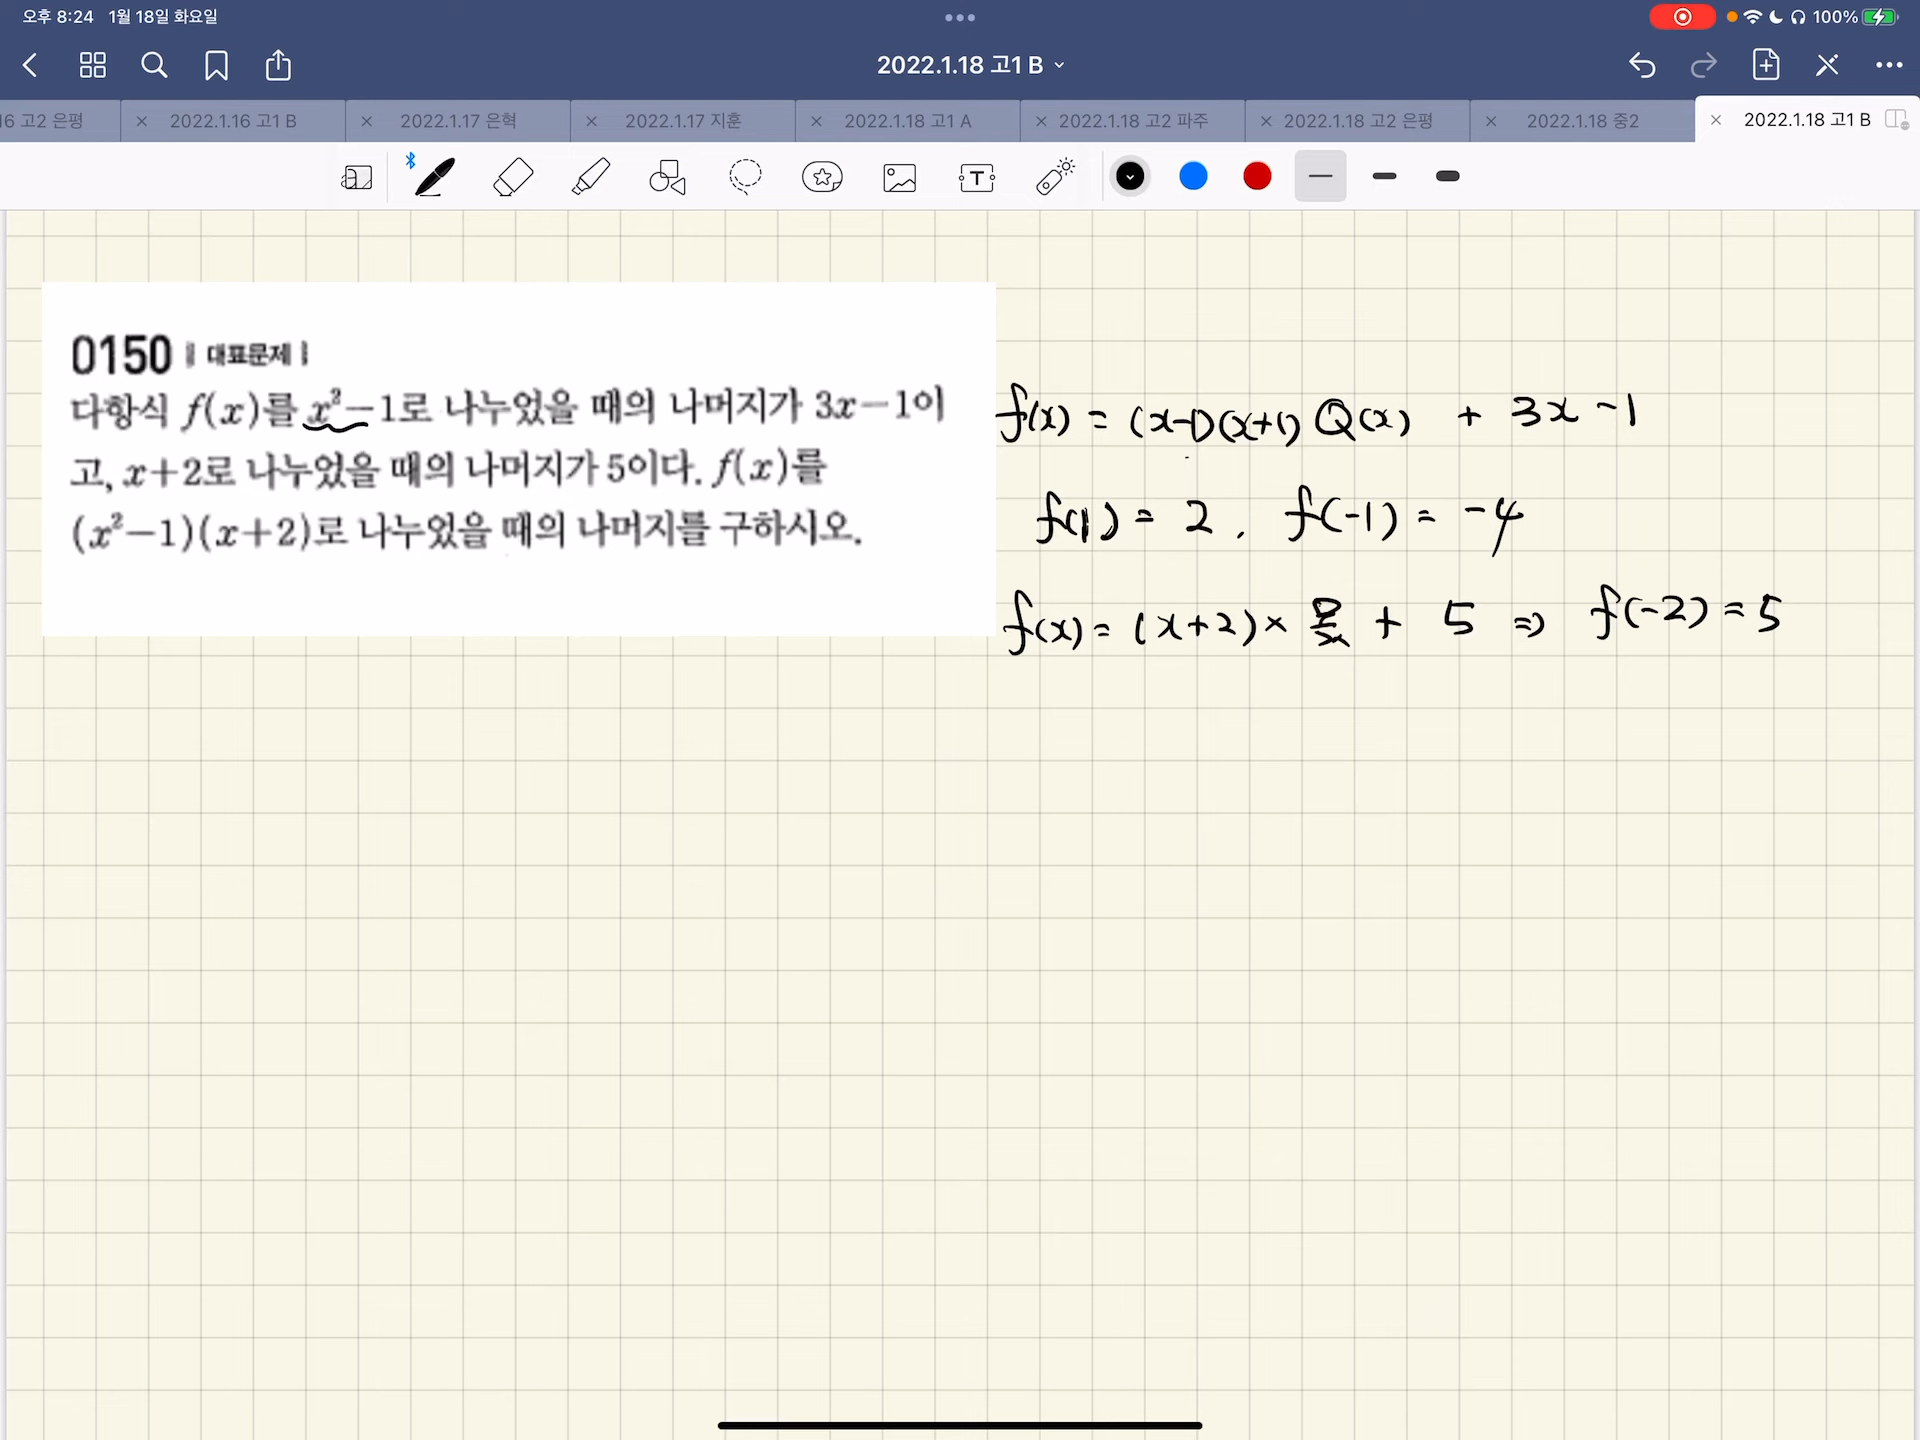 오후 8:24 1월 18일 화요일
100%
2022.1.18 고1 B
16 고2 은평
2022.1.16 고1 B
2022.1.17 은혁
2022.1.17 지훈
2022.1.18 고1 A
2022.1.18 고2 파주
2022.1.18 고2 은평
2022.1.18 중2
2022.1.18 고1 B
0150 대표문제
다항식 f(x)를 x²-1로 나누었을 때의 나머지가 3x-1이
고, x+2로 나누었을 때의 나머지가 5이다. f(x)를
(x²-1)(x+2)로 나누었을 때의 나머지를 구하시오.
f(x) = (x-1)(x+1) Q(x) + 3x -1
f(1) = 2. f(-1) = -4
f(x) = (x+2) × 몫 + 5 ⇒ f(-2) = 5